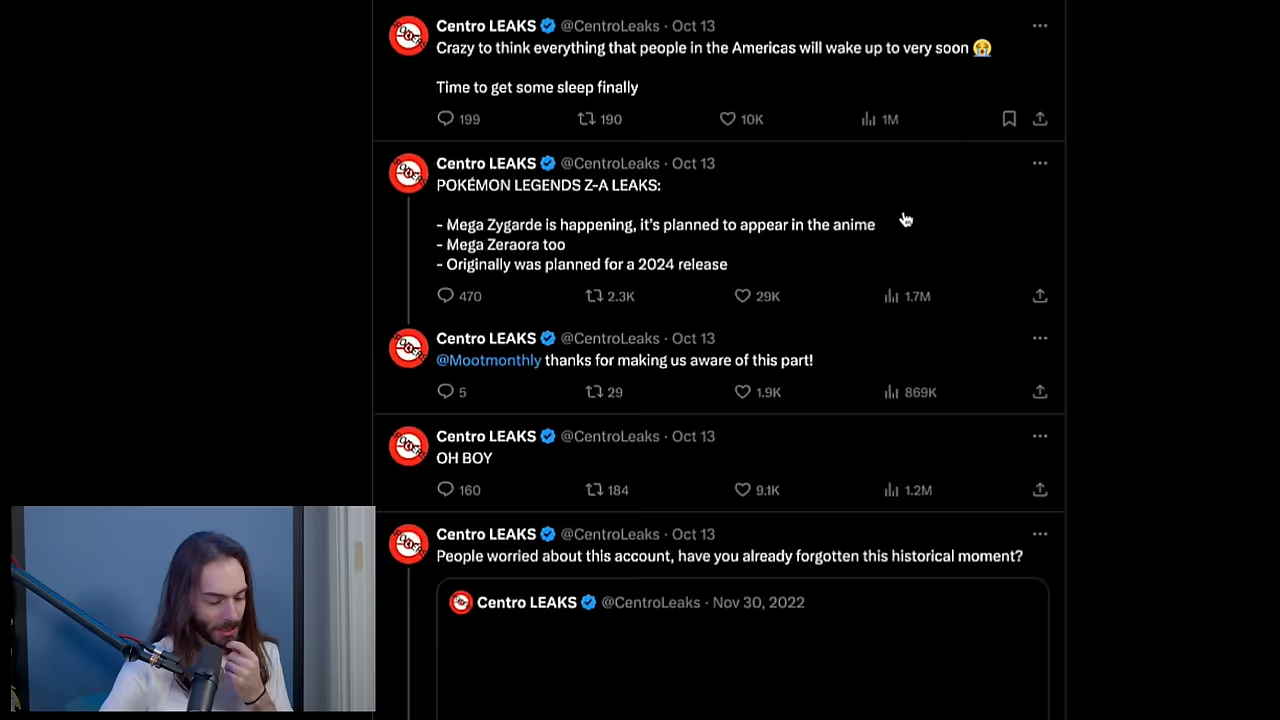 Centro LEAKS @CentroLeaks · Oct 13
Crazy to think everything that people in the Americas will wake up to very soon 😭
Time to get some sleep finally
199 190 10K 1M
Centro LEAKS @CentroLeaks · Oct 13
POKÉMON LEGENDS Z-A LEAKS:
- Mega Zygarde is happening, it's planned to appear in the anime
- Mega Zeraora too
- Originally was planned for a 2024 release
470 2.3K 29K 1.7M
Centro LEAKS @CentroLeaks · Oct 13
@Mootmonthly thanks for making us aware of this part!
5 29 1.9K 869K
Centro LEAKS @CentroLeaks · Oct 13
OH BOY
160 184 9.1K 1.2M
Centro LEAKS @CentroLeaks · Oct 13
People worried about this account, have you already forgotten this historical moment?
Centro LEAKS @CentroLeaks · Nov 30, 2022